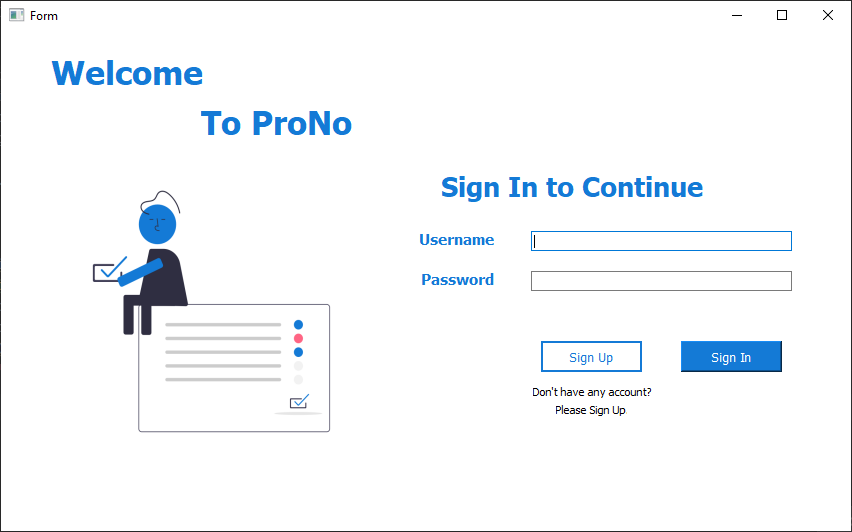 Form
Welcome
To ProNo
Sign In to Continue
Username
Password
Sign Up
Sign In
Don't have any account?
Please Sign Up